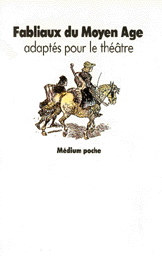 Fabliaux du Moyen Age
adaptés pour le théâtre
Médium poche